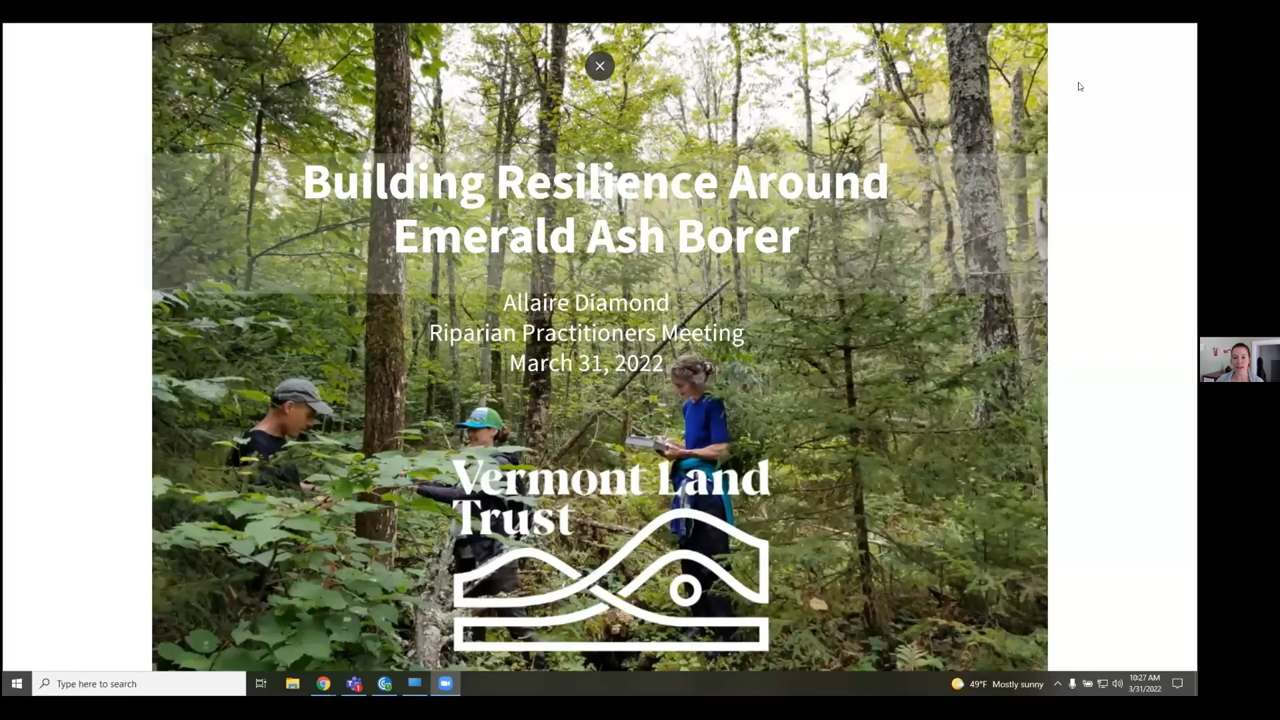 Building Resilience Around
Emerald Ash Borer
Allaire Diamond
Riparian Practitioners Meeting
March 31, 2022
Vermont Land
Trust
Type here to search
49°F Mostly sunny
10:27 AM
3/31/2022